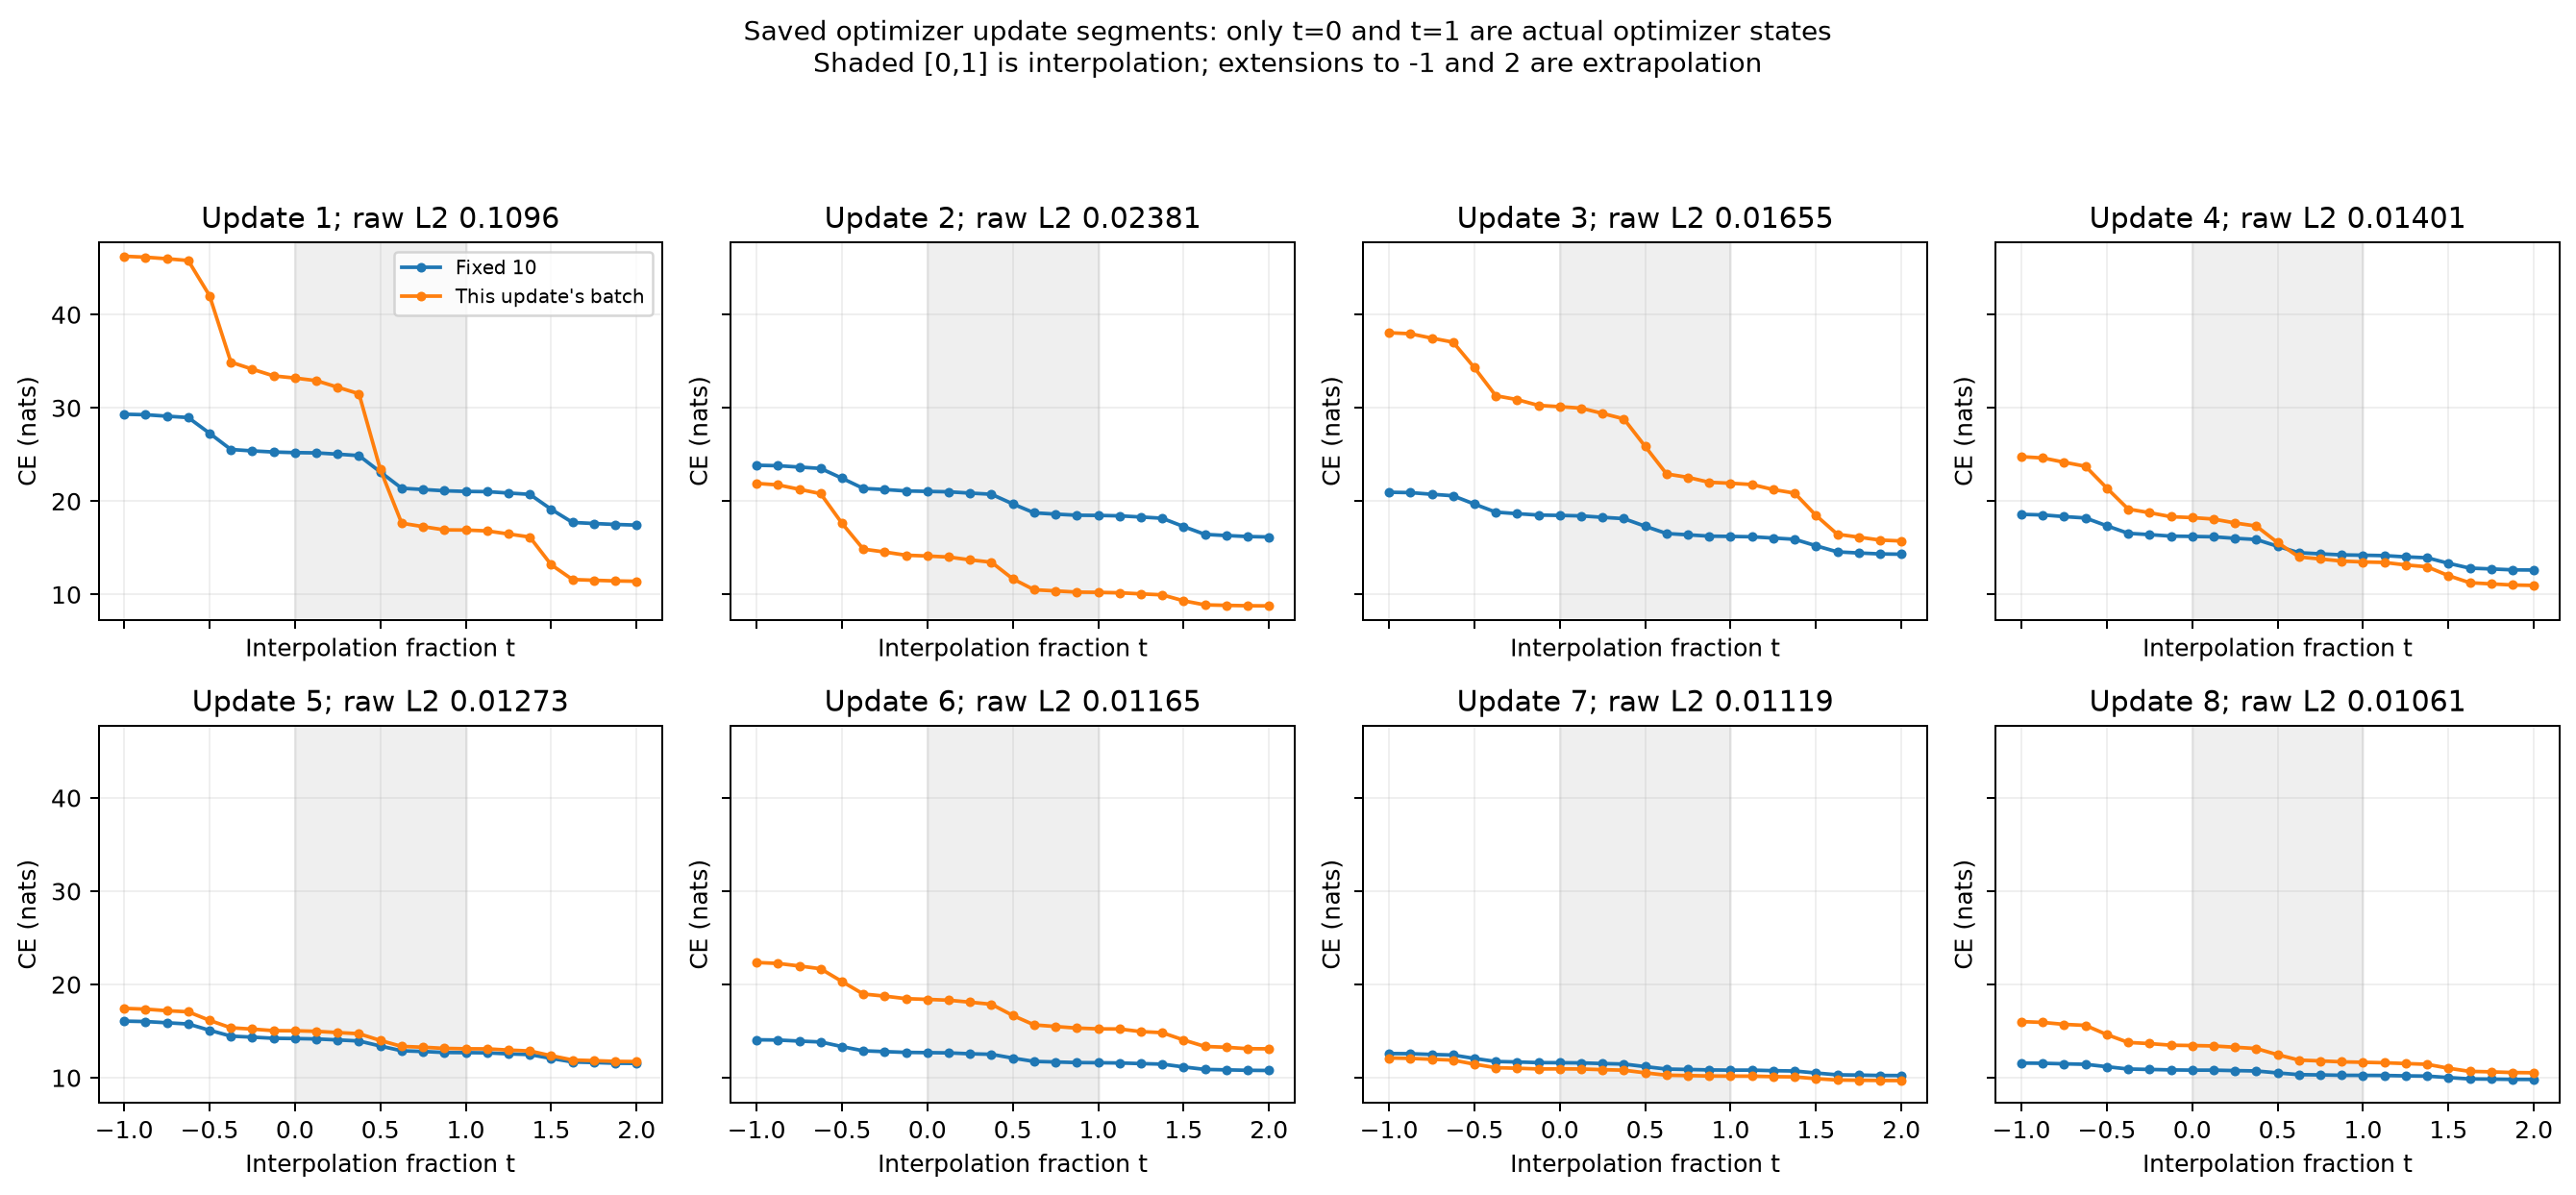 Saved optimizer update segments: only t=0 and t=1 are actual optimizer states
Shaded [0,1] is interpolation; extensions to -1 and 2 are extrapolation
Update 1; raw L2 0.1096
Fixed 10
This update's batch
40
30
20
10
CE (nats)
Interpolation fraction t
Update 2; raw L2 0.02381
CE (nats)
Interpolation fraction t
Update 3; raw L2 0.01655
CE (nats)
Interpolation fraction t
Update 4; raw L2 0.01401
CE (nats)
Interpolation fraction t
Update 5; raw L2 0.01273
40
30
20
10
CE (nats)
−1.0 −0.5 0.0 0.5 1.0 1.5 2.0
Interpolation fraction t
Update 6; raw L2 0.01165
CE (nats)
−1.0 −0.5 0.0 0.5 1.0 1.5 2.0
Interpolation fraction t
Update 7; raw L2 0.01119
CE (nats)
−1.0 −0.5 0.0 0.5 1.0 1.5 2.0
Interpolation fraction t
Update 8; raw L2 0.01061
CE (nats)
−1.0 −0.5 0.0 0.5 1.0 1.5 2.0
Interpolation fraction t